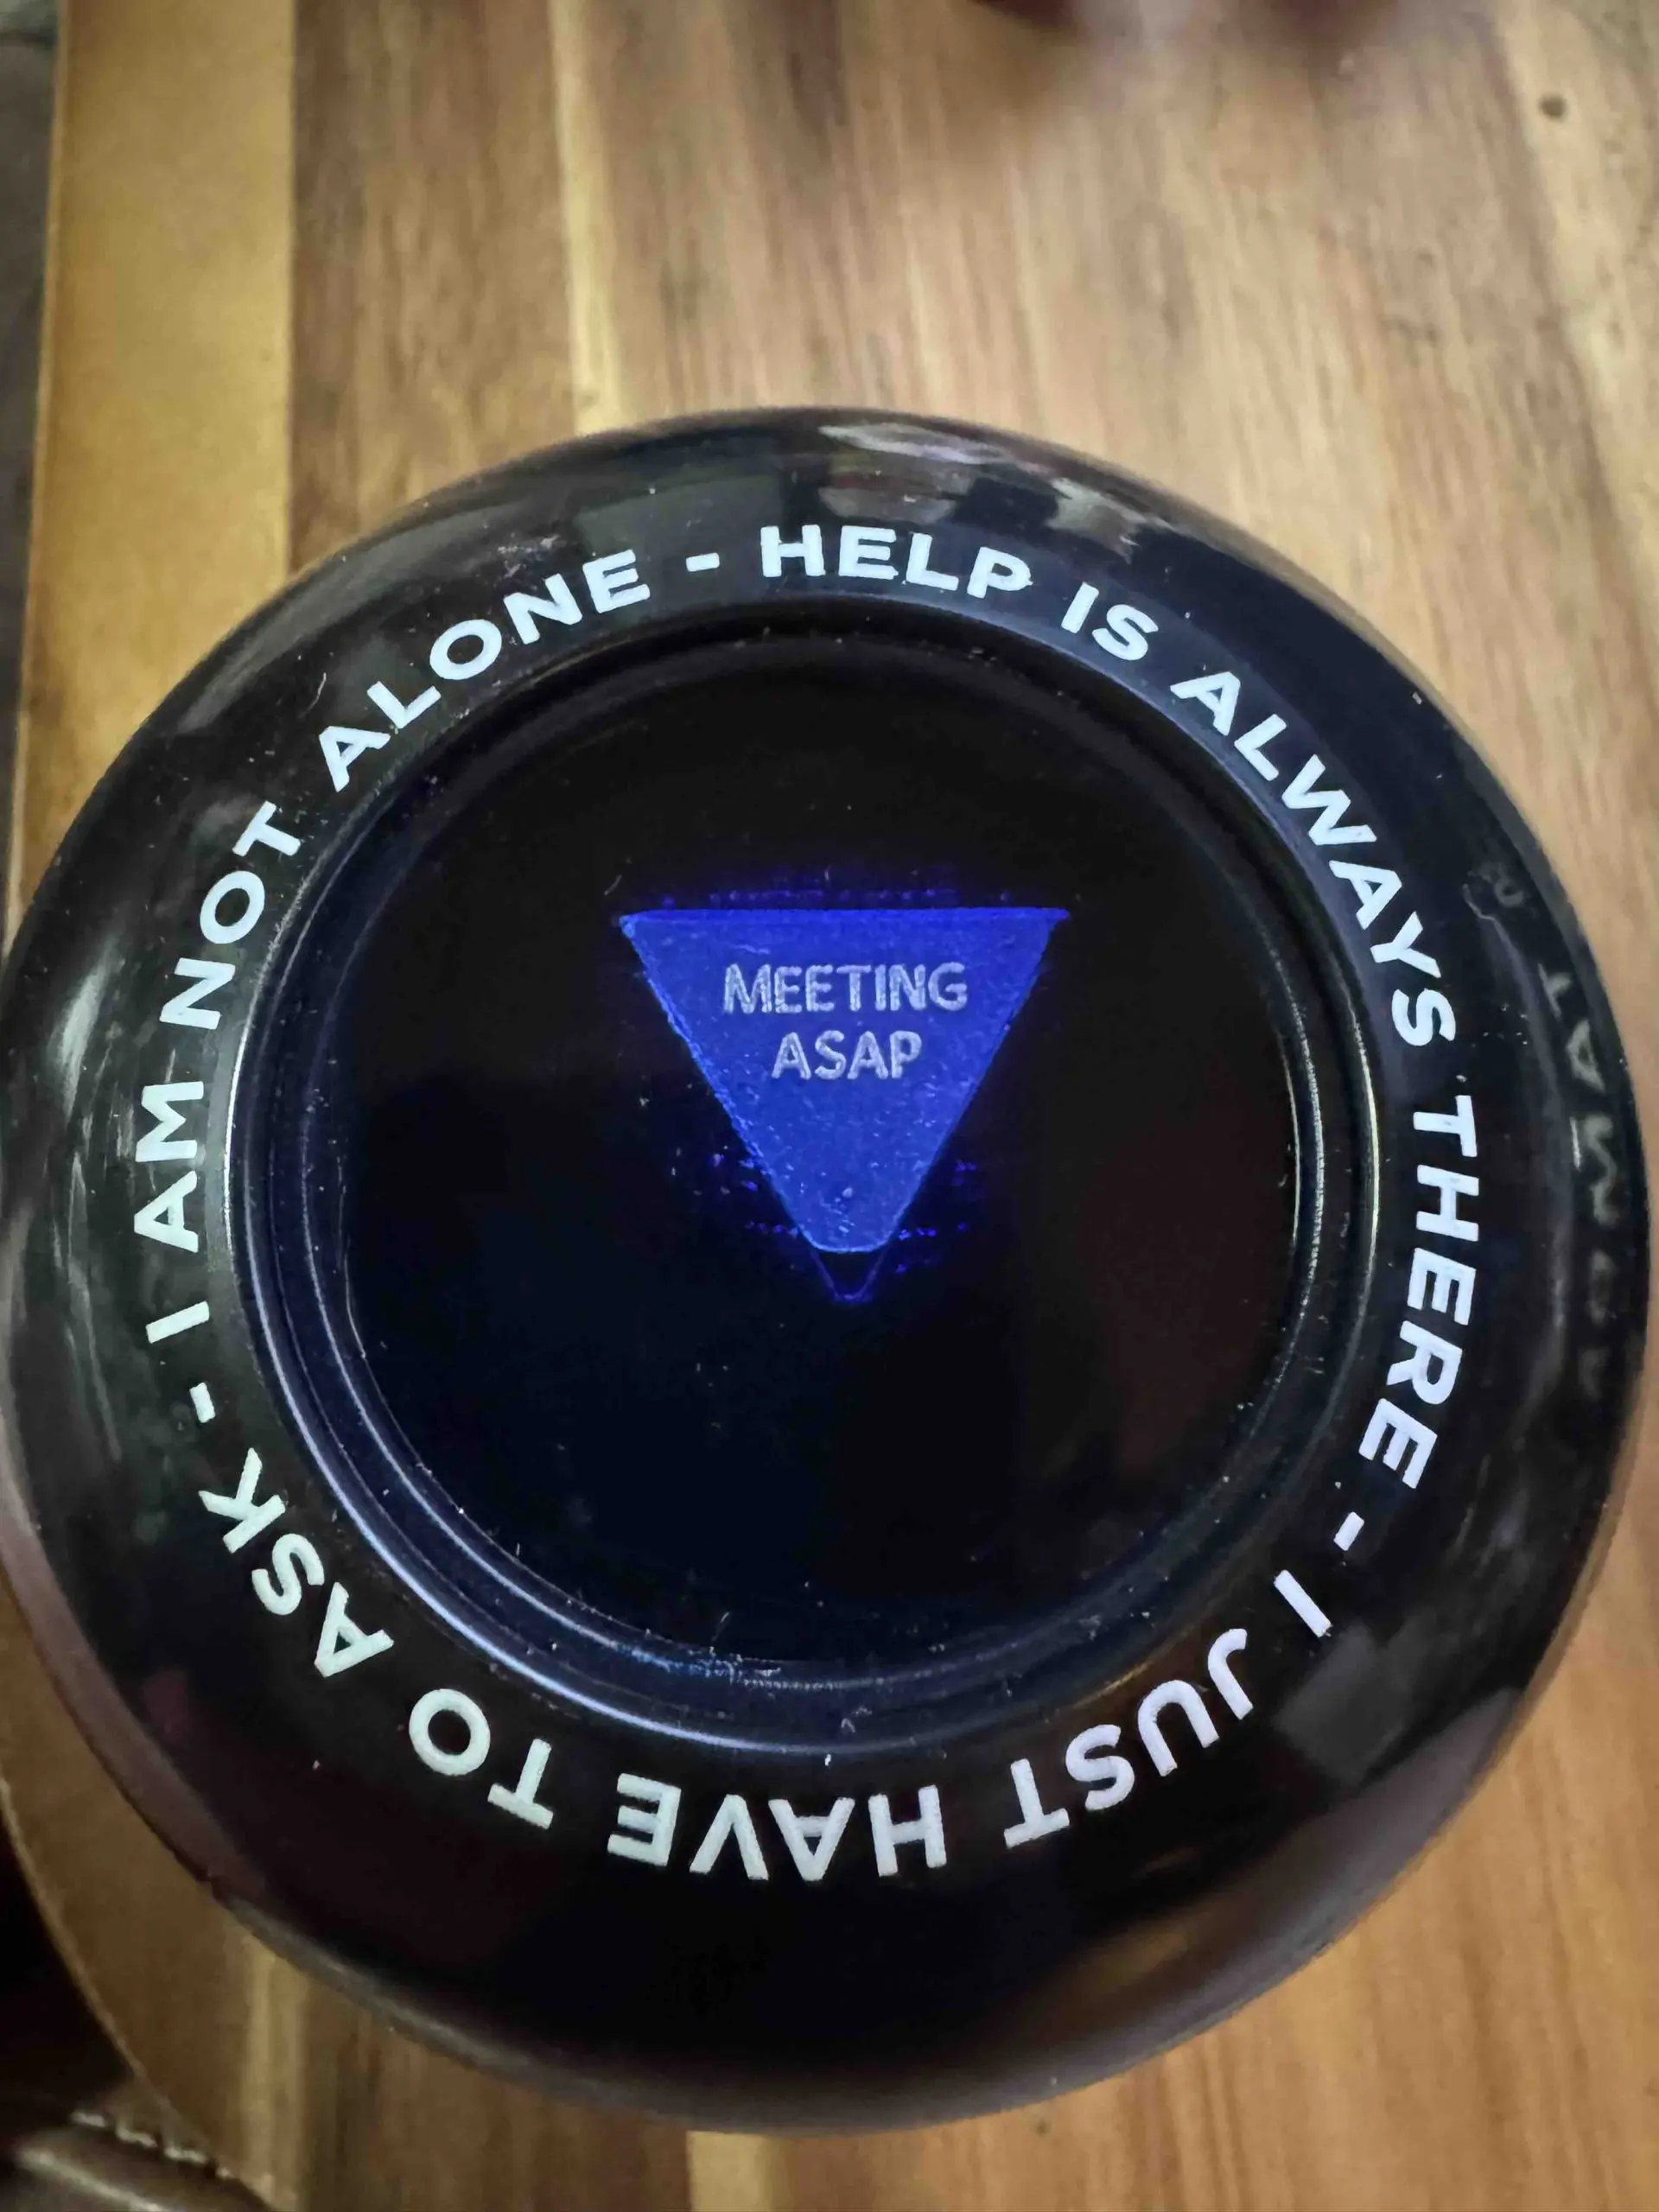 I AM NOT ALONE - HELP IS ALWAYS THERE - I JUST HAVE TO ASK -
MEETING
ASAP